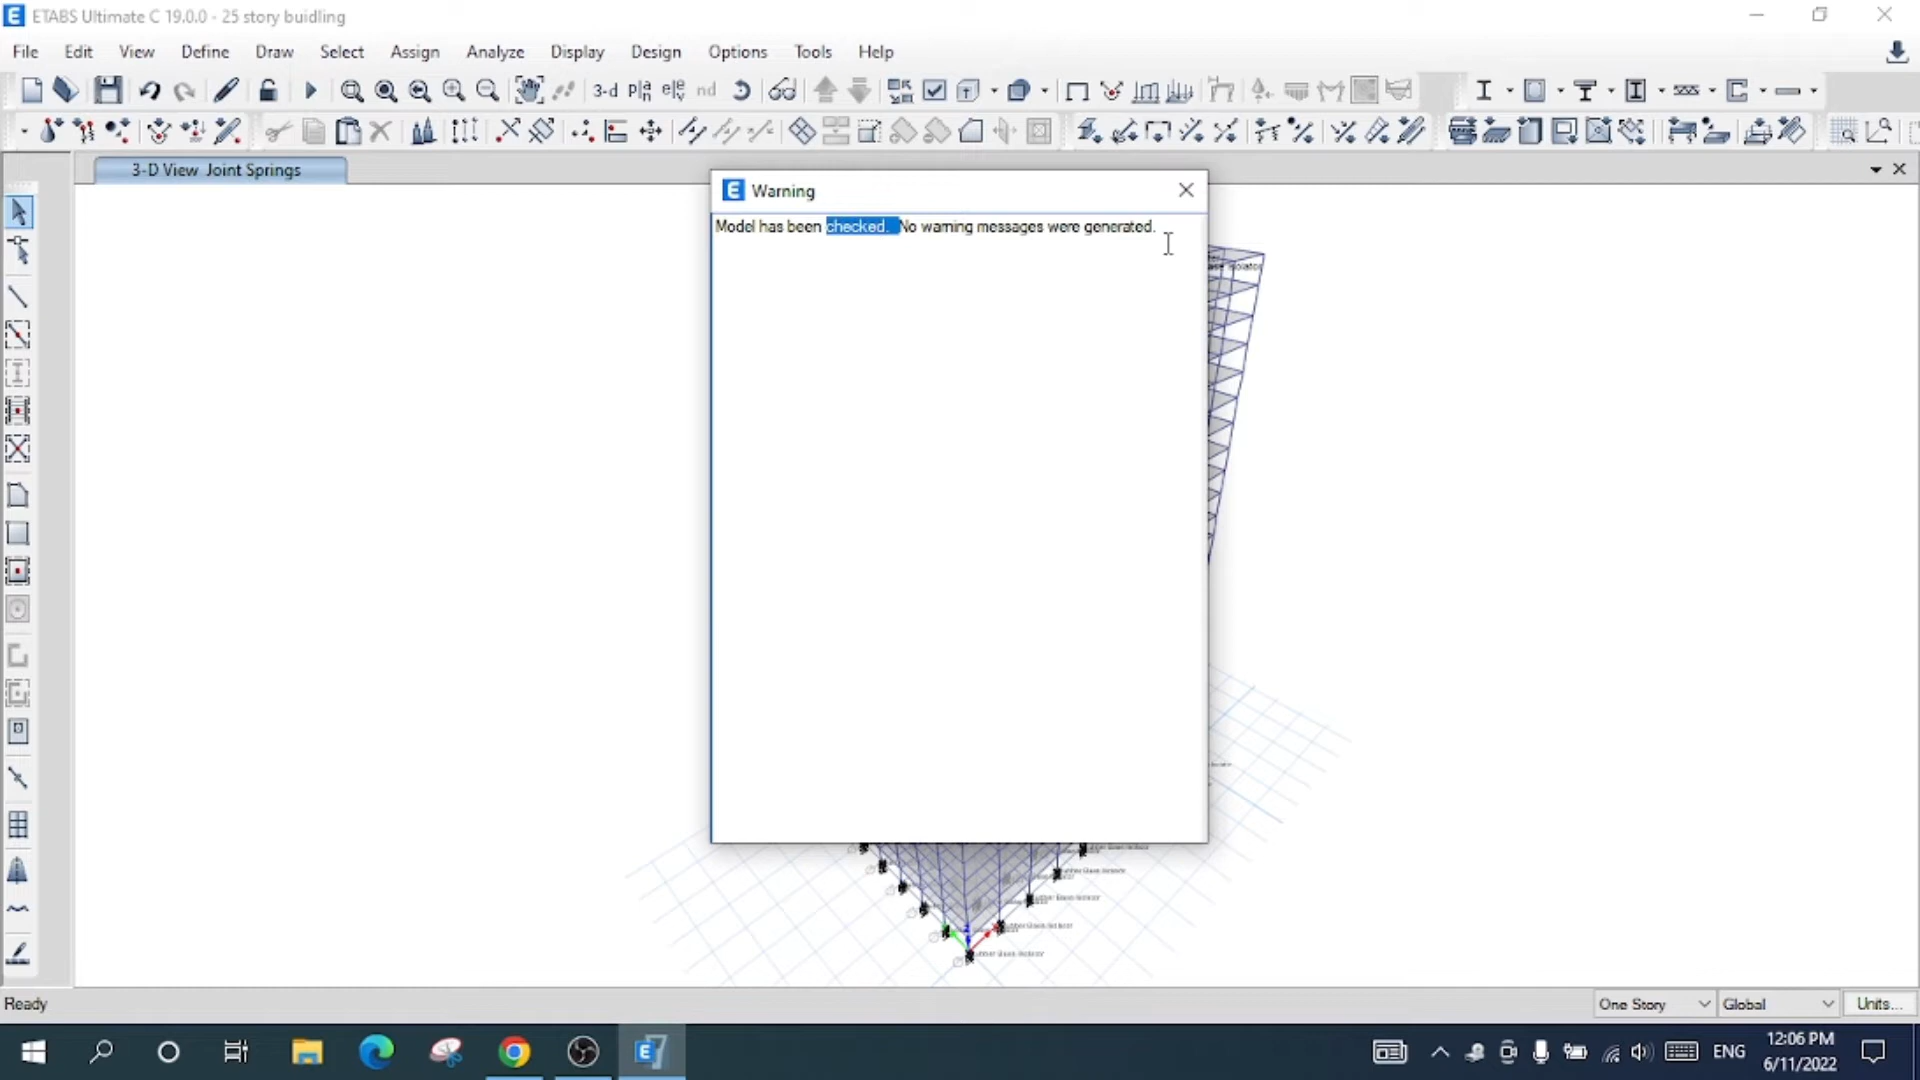 ETABS Ultimate C 19.0.0 - 25 story buidling
File Edit View Define Draw Select Assign Analyze Display Design Options Tools Help
3-d
nd
3-D View Joint Springs
Warning
Model has been checked. No warning messages were generated.
Ready
One Story
Global
Units...
ENG
12:06 PM
6/11/2022